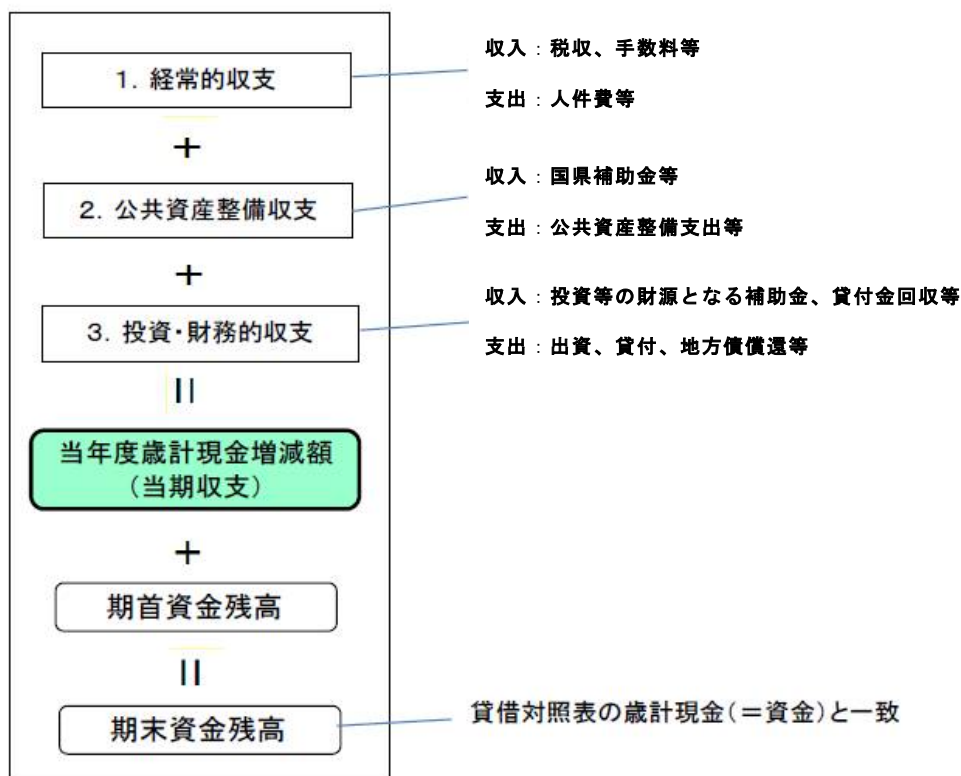 1. 経常的収支
収入：税収、手数料等
支出：人件費等
＋
2. 公共資産整備収支
収入：国県補助金等
支出：公共資産整備支出等
＋
3. 投資・財務的収支
収入：投資等の財源となる補助金、貸付金回収等
支出：出資、貸付、地方債償還等
||
当年度歳計現金増減額
（当期収支）
＋
期首資金残高
||
期末資金残高
貸借対照表の歳計現金(＝資金)と一致